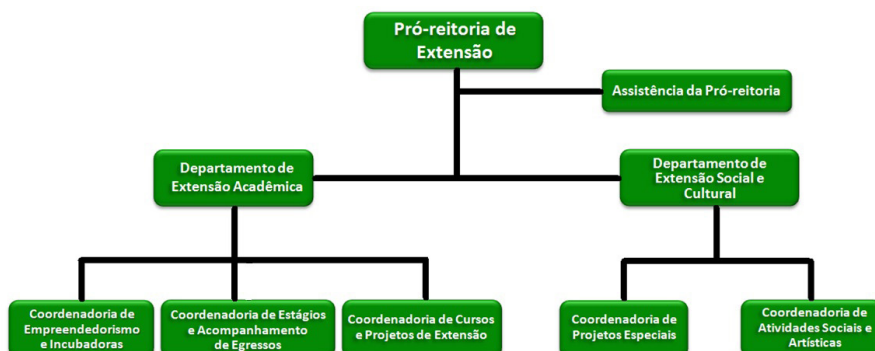 Pró-reitoria de
Extensão
Assistência da Pró-reitoria
Departamento de
Extensão Acadêmica
Departamento de
Extensão Social e
Cultural
Coordenadoria de
Empreendedorismo
e Incubadoras
Coordenadoria de Estágios
e Acompanhamento
de Egressos
Coordenadoria de Cursos
e Projetos de Extensão
Coordenadoria de
Projetos Especiais
Coordenadoria de
Atividades Sociais e
Artísticas